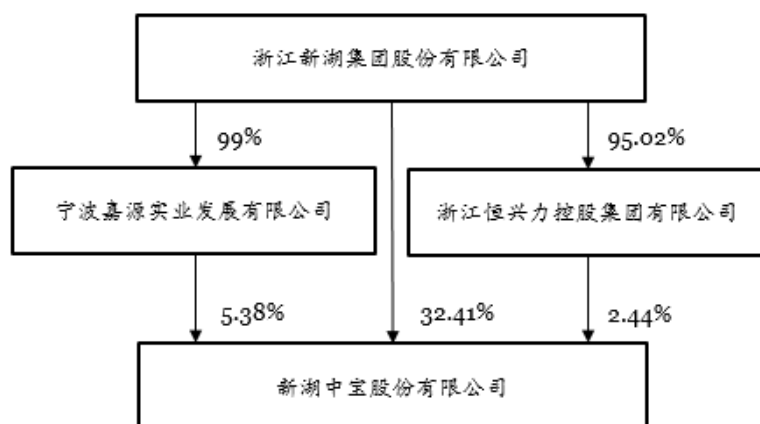 浙江新湖集团股份有限公司
99%
95.02%
宁波嘉源实业发展有限公司
浙江恒兴力控股集团有限公司
5.38%
32.41%
2.44%
新湖中宝股份有限公司